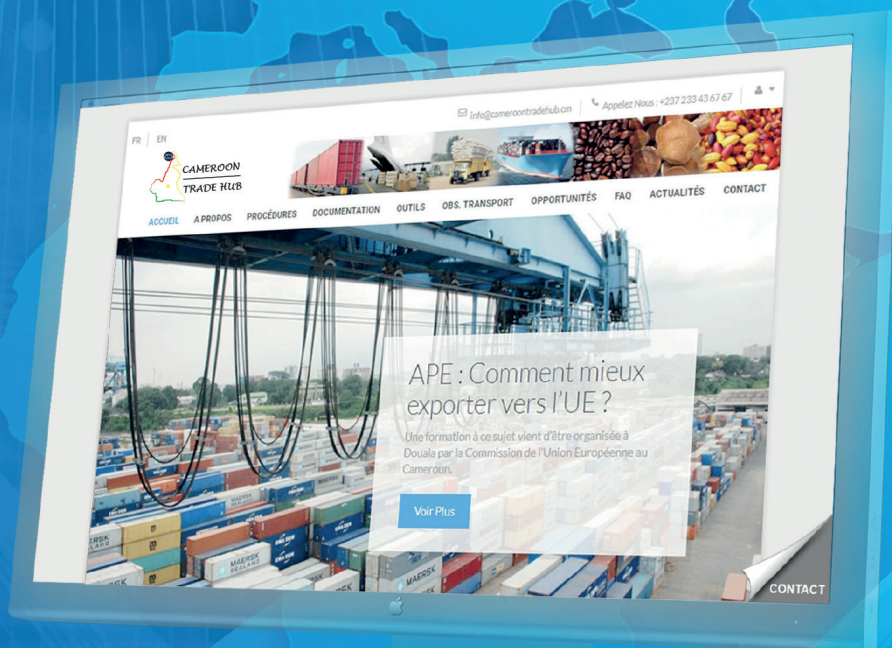 info@cameroontradehub.cm
Appelez Nous : +237 233 43 67 67
FR
EN
CAMEROON
TRADE HUB
ACCUEIL
A PROPOS
PROCÉDURES
DOCUMENTATION
OUTILS
OBS. TRANSPORT
OPPORTUNITÉS
FAQ
ACTUALITÉS
CONTACT
APE : Comment mieux
exporter vers l'UE ?
Une formation à ce sujet vient d'être organisée à
Douala par la Commission de l'Union Européenne au
Cameroun.
Voir Plus
MAERSK
SEALAND
MAERSK
CONTACT